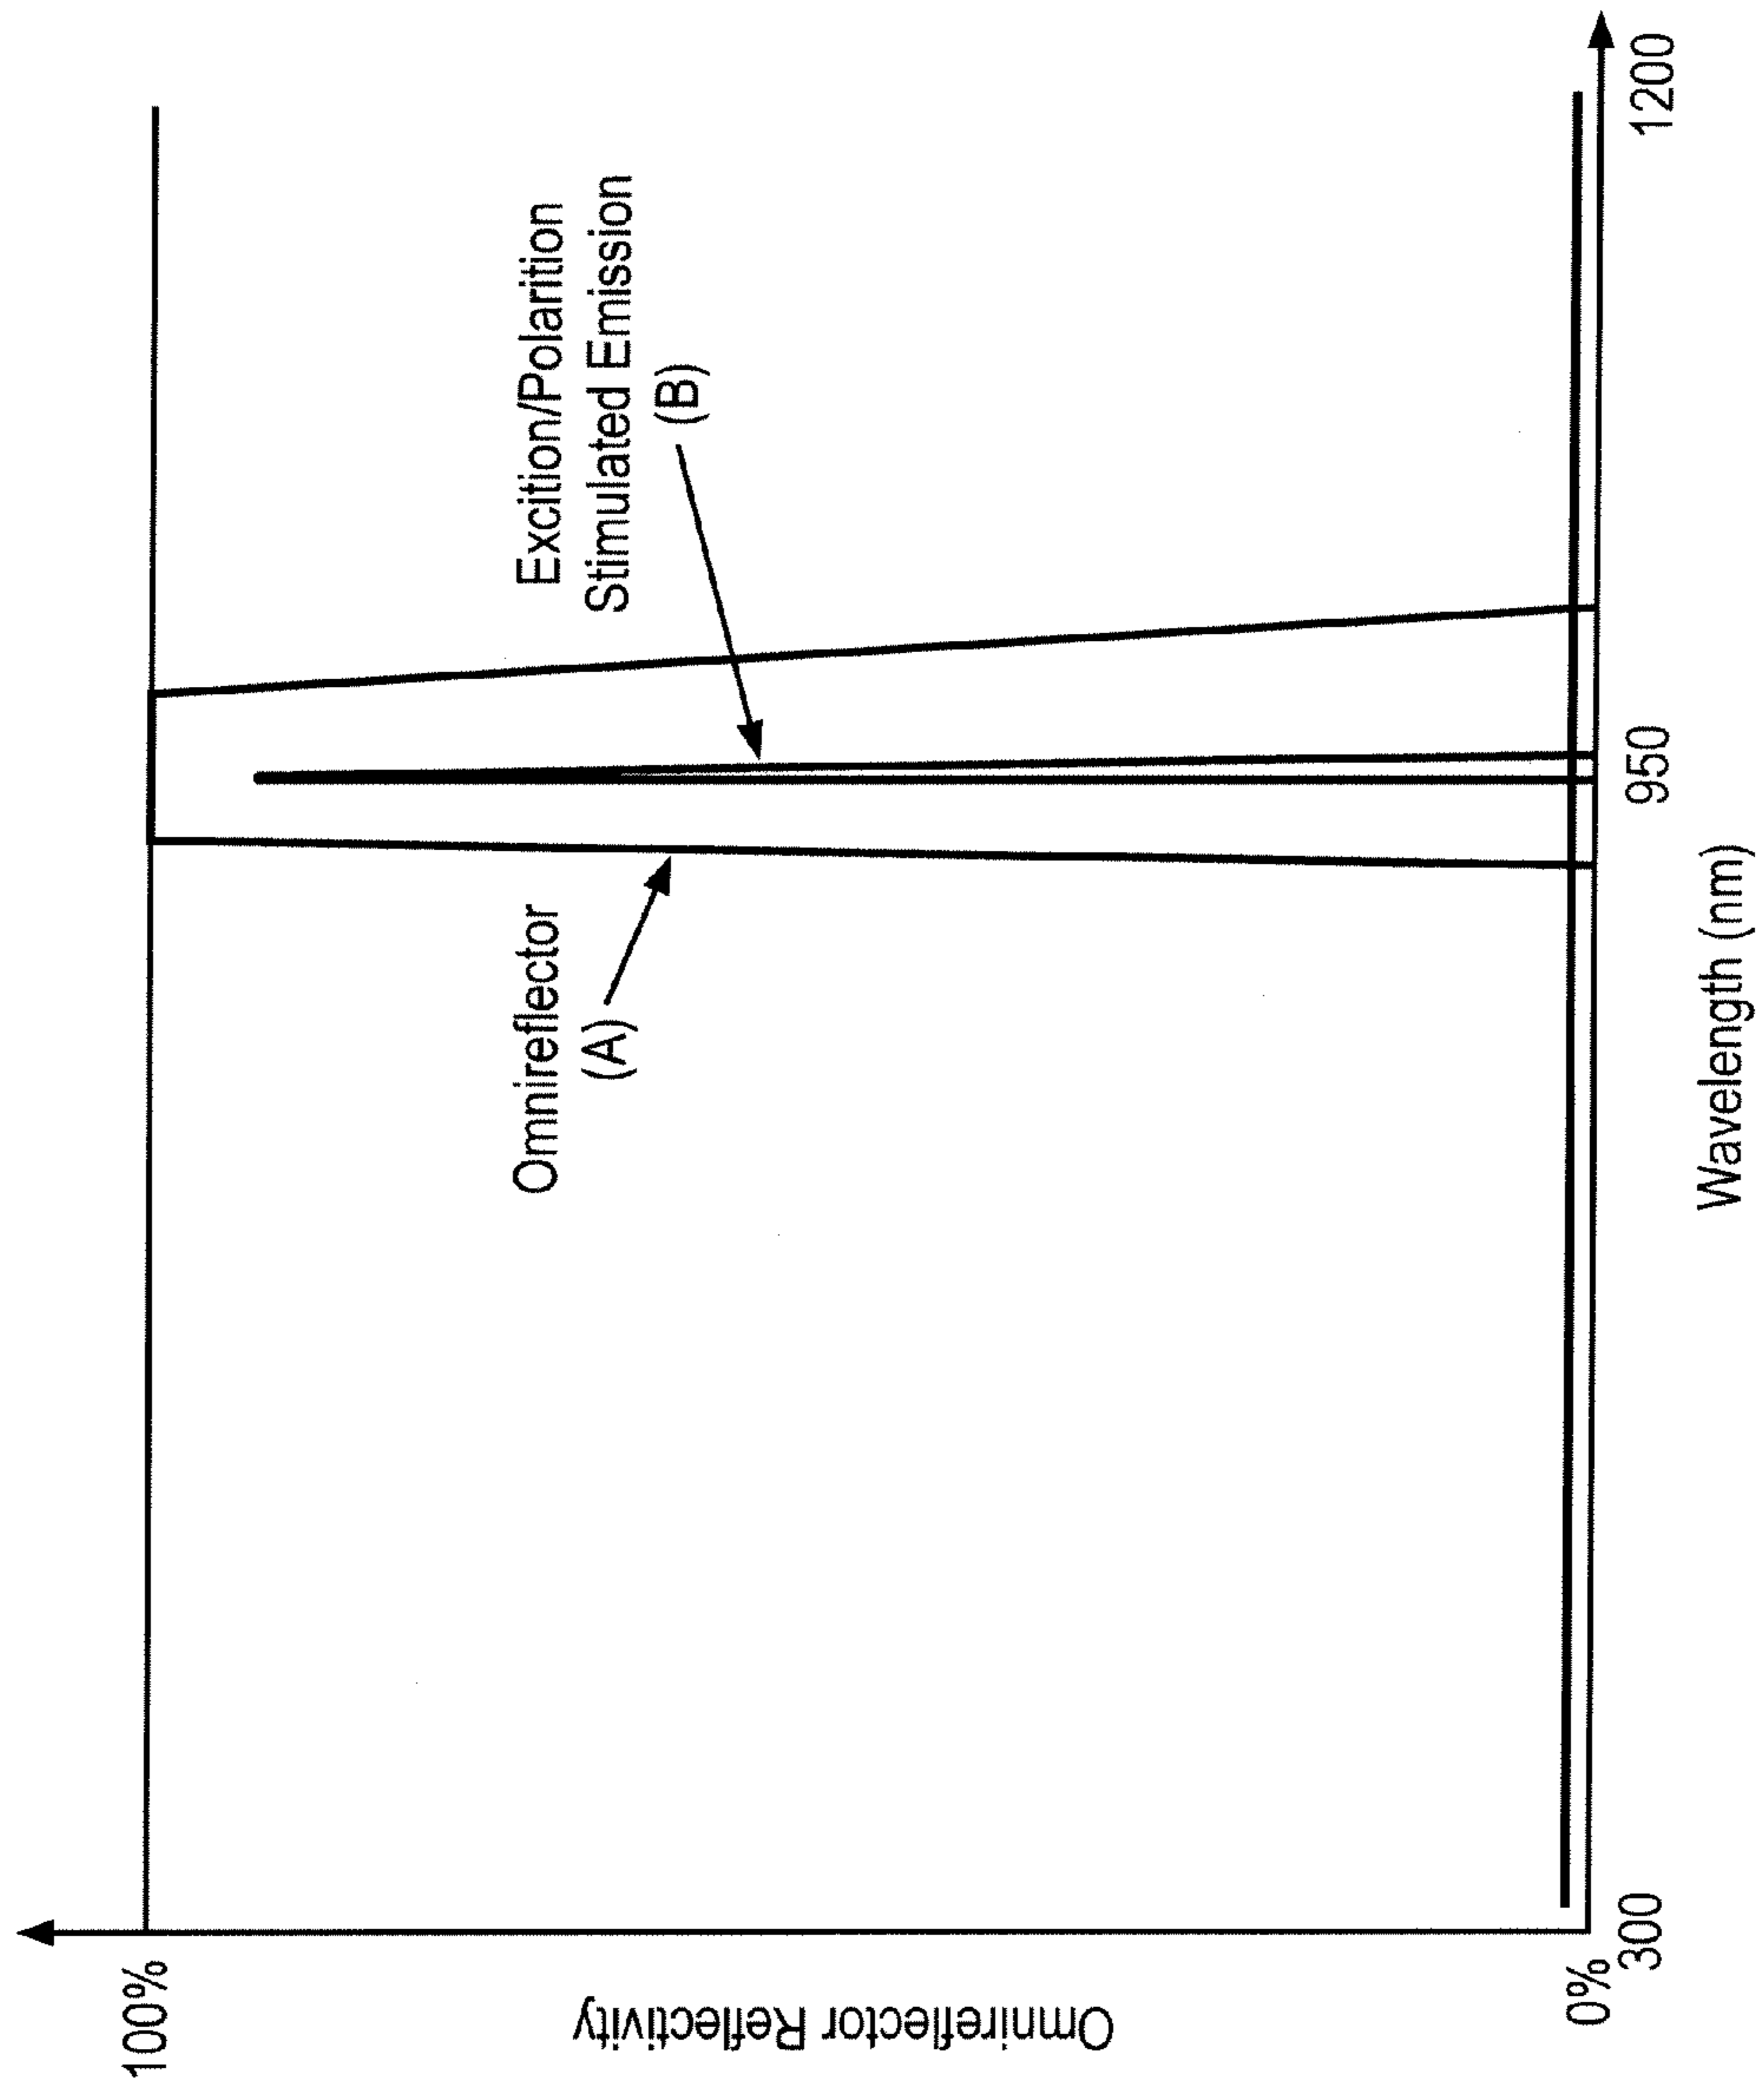 100%
Omnireflector Reflectivity
0%
Omnireflector
(A)
Excition/Polarition
Stimulated Emission
(B)
300
950
1200
Wavelength (nm)